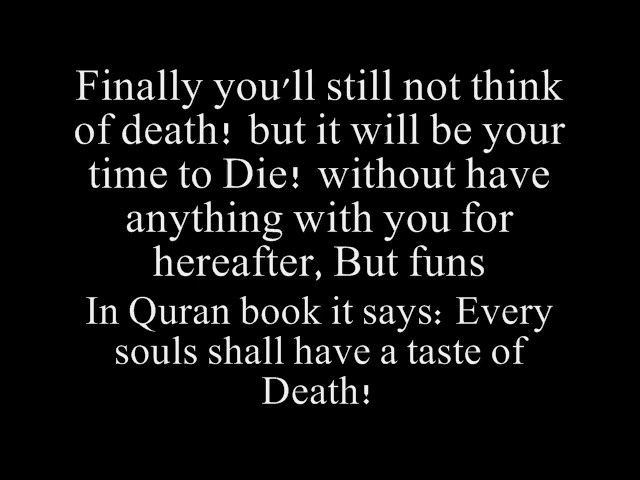 Finally you'll still not think
of death! but it will be your
time to Die! without have
anything with you for
hereafter, But funs
In Quran book it says: Every
souls shall have a taste of
Death!